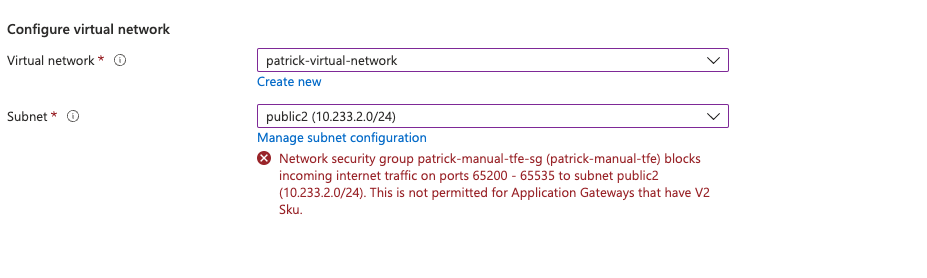 Configure virtual network
Virtual network *
patrick-virtual-network
Create new
Subnet *
public2 (10.233.2.0/24)
Manage subnet configuration
Network security group patrick-manual-tfe-sg (patrick-manual-tfe) blocks
incoming internet traffic on ports 65200 - 65535 to subnet public2
(10.233.2.0/24). This is not permitted for Application Gateways that have V2
Sku.